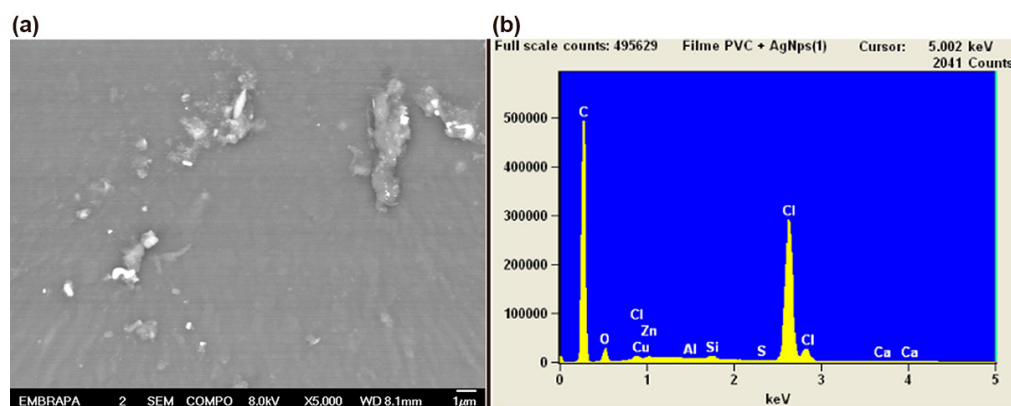 (a)
(b)
EMBRAPA 2 SEM COMPO 8.0kV X5,000 WD 8.1mm 1µm
Full scale counts: 495629 Filme PVC + AgNps(1) Cursor: 5.002 keV
2041 Counts
500000
400000
300000
200000
100000
0
C
O
Cl
Zn
Cu
Al
Si
S
Cl
Cl
Ca
Ca
0
1
2
3
4
5
keV